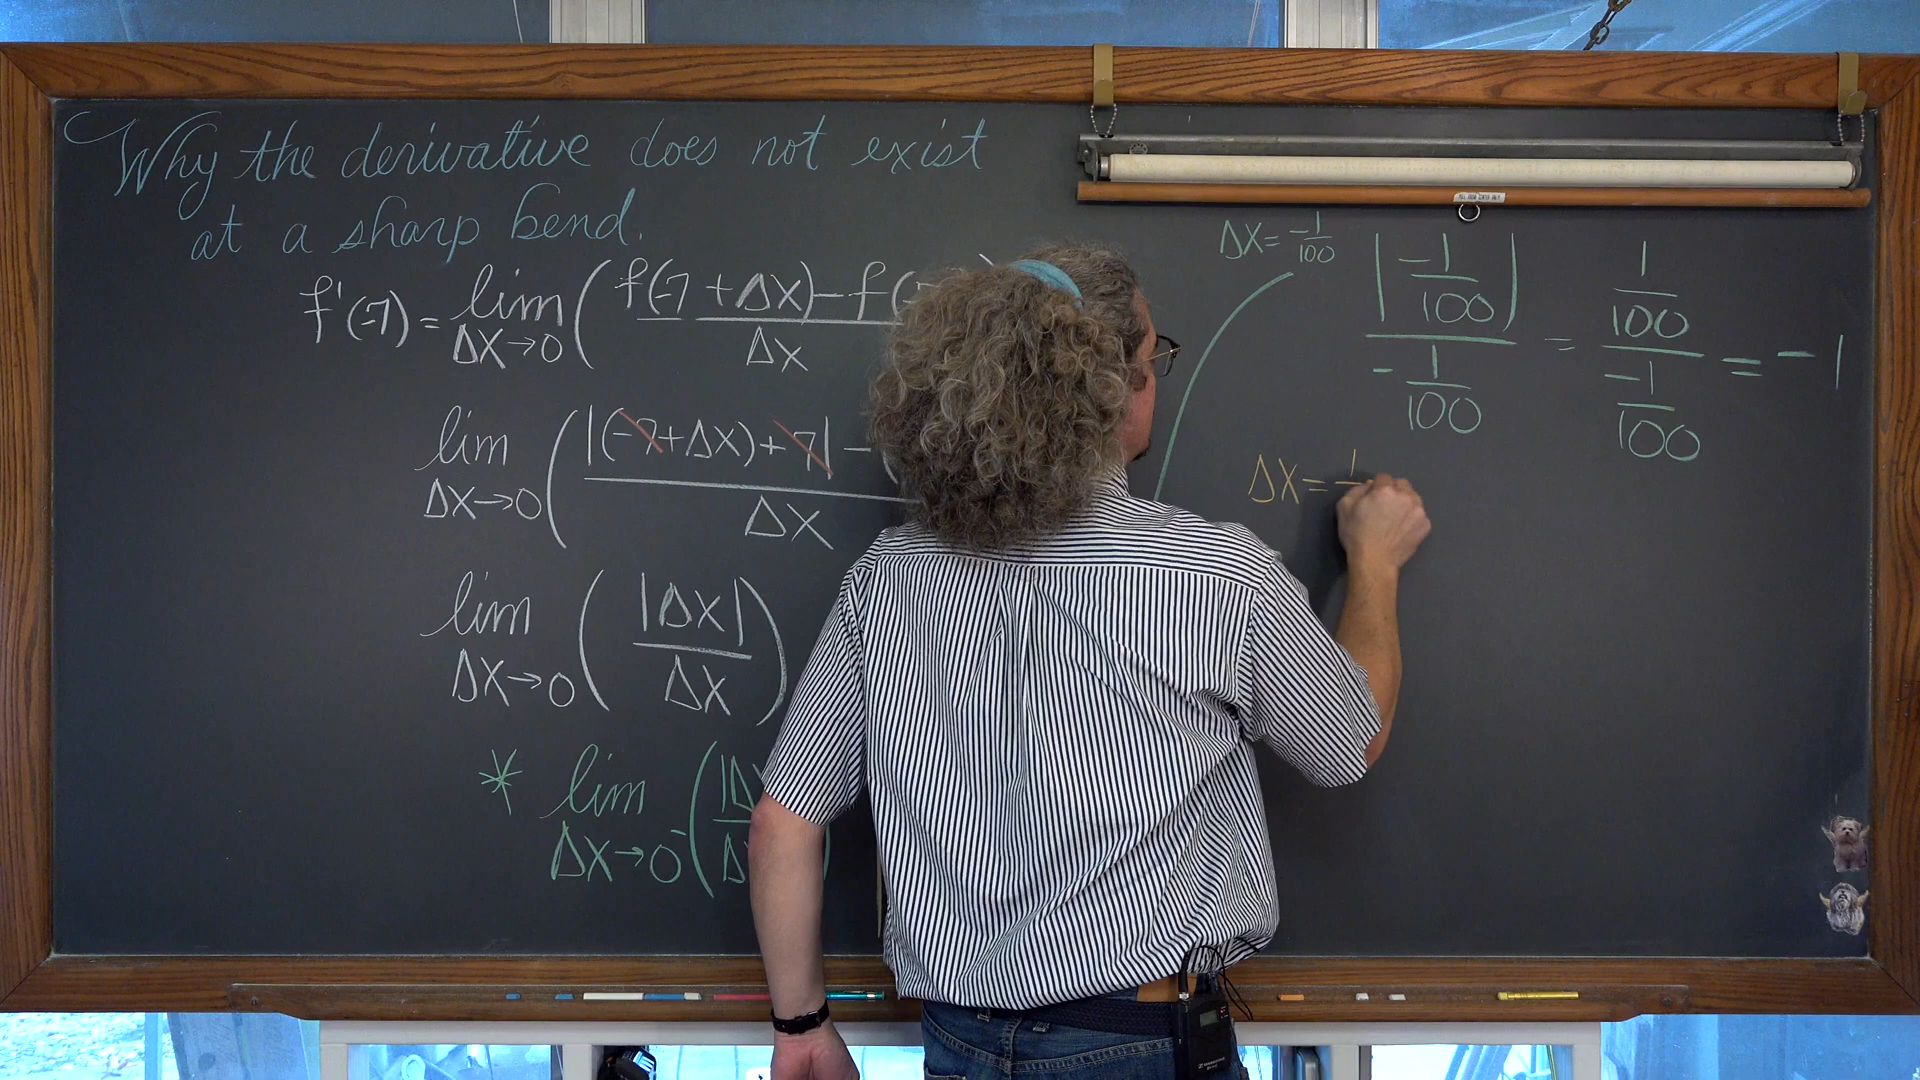 Why the derivative does not exist
at a sharp bend.
f'(-7) = lim ( f(-7 + ΔX) - f(
ΔX→0 ΔX
lim ( |(-7+ΔX)+7| -
ΔX→0 ΔX
lim ( |ΔX| )
ΔX→0 ΔX
* lim ( |Δ
ΔX→0⁻ Δ
ΔX = -1/100
|-1/100| / -1/100 = 1/100 / -1/100 = -1
ΔX = 1